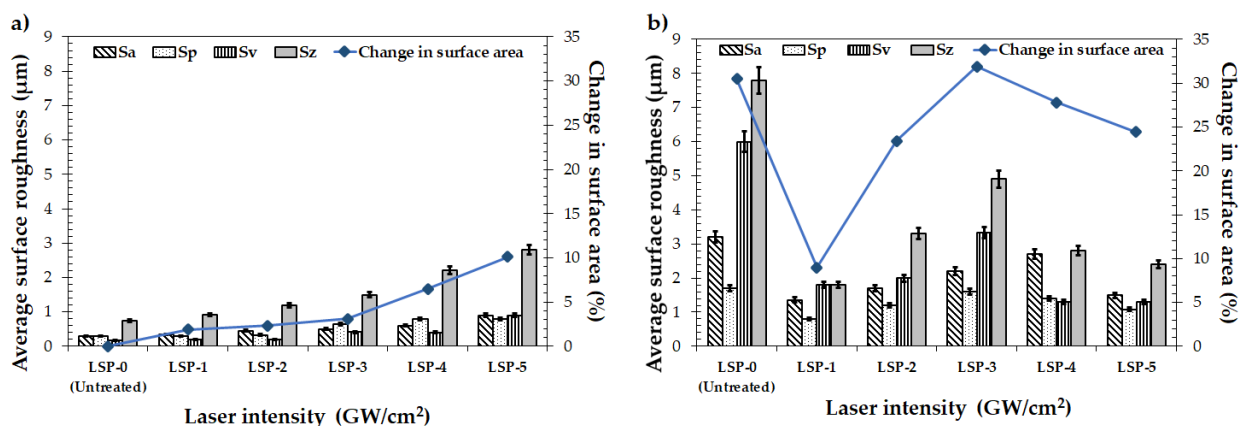 a)
Sa Sp Sv Sz Change in surface area
Average surface roughness (µm)
9
8
7
6
5
4
3
2
1
0
35
30
25
20
15
10
5
0
Change in surface area (%)
LSP-0 LSP-1 LSP-2 LSP-3 LSP-4 LSP-5
(Untreated)
Laser intensity (GW/cm²)
b)
Sa Sp Sv Sz Change in surface area
Average surface roughness (µm)
9
8
7
6
5
4
3
2
1
0
35
30
25
20
15
10
5
0
Change in surface area (%)
LSP-0 LSP-1 LSP-2 LSP-3 LSP-4 LSP-5
(Untreated)
Laser intensity (GW/cm²)